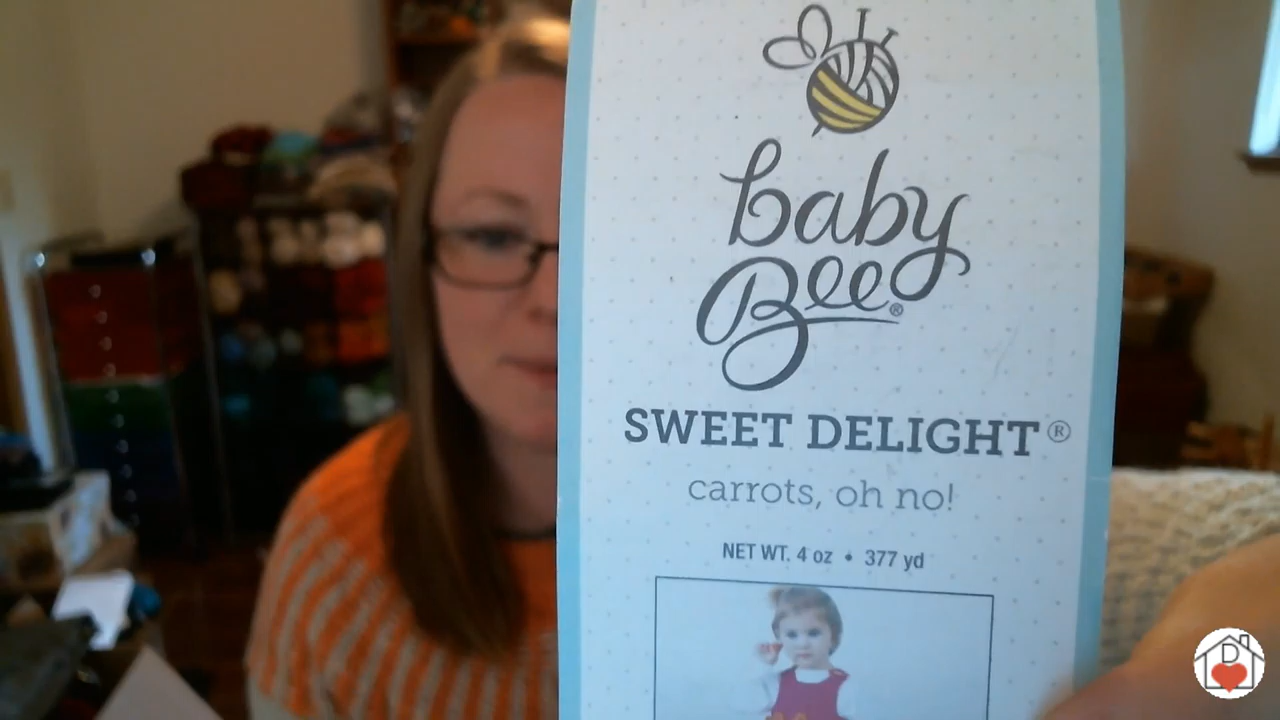 baby
Bee®
SWEET DELIGHT®
carrots, oh no!
NET WT. 4 oz • 377 yd
D